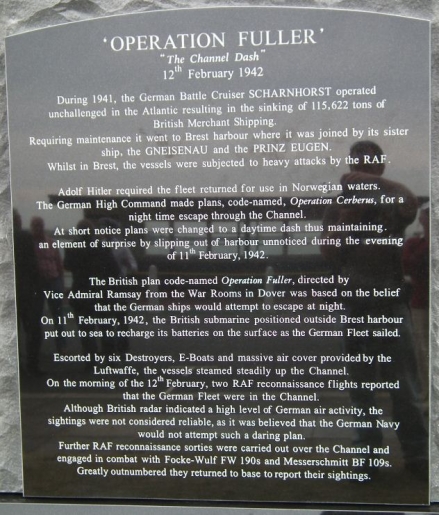 'OPERATION FULLER'
"The Channel Dash"
12th February 1942
During 1941, the German Battle Cruiser SCHARNHORST operated
unchallenged in the Atlantic resulting in the sinking of 115,622 tons of
British Merchant Shipping.
Requiring maintenance it went to Brest harbour where it was joined by its sister
ship, the GNEISENAU and the PRINZ EUGEN.
Whilst in Brest, the vessels were subjected to heavy attacks by the RAF.
Adolf Hitler required the fleet returned for use in Norwegian waters.
The German High Command made plans, code-named, Operation Cerberus, for a
night time escape through the Channel.
At short notice plans were changed to a daytime dash thus maintaining.
an element of surprise by slipping out of harbour unnoticed during the evening
of 11th February, 1942.
The British plan code-named Operation Fuller, directed by
Vice Admiral Ramsay from the War Rooms in Dover was based on the belief
that the German ships would attempt to escape at night.
On 11th February, 1942, the British submarine positioned outside Brest harbour
put out to sea to recharge its batteries on the surface as the German Fleet sailed.
Escorted by six Destroyers, E-Boats and massive air cover provided by the
Luftwaffe, the vessels steamed steadily up the Channel.
On the morning of the 12th February, two RAF reconnaissance flights reported
that the German Fleet were in the Channel.
Although British radar indicated a high level of German air activity, the
sightings were not considered reliable, as it was believed that the German Navy
would not attempt such a daring plan.
Further RAF reconnaissance sorties were carried out over the Channel and
engaged in combat with Focke-Wulf FW 190s and Messerschmitt BF 109s.
Greatly outnumbered they returned to base to report their sightings.